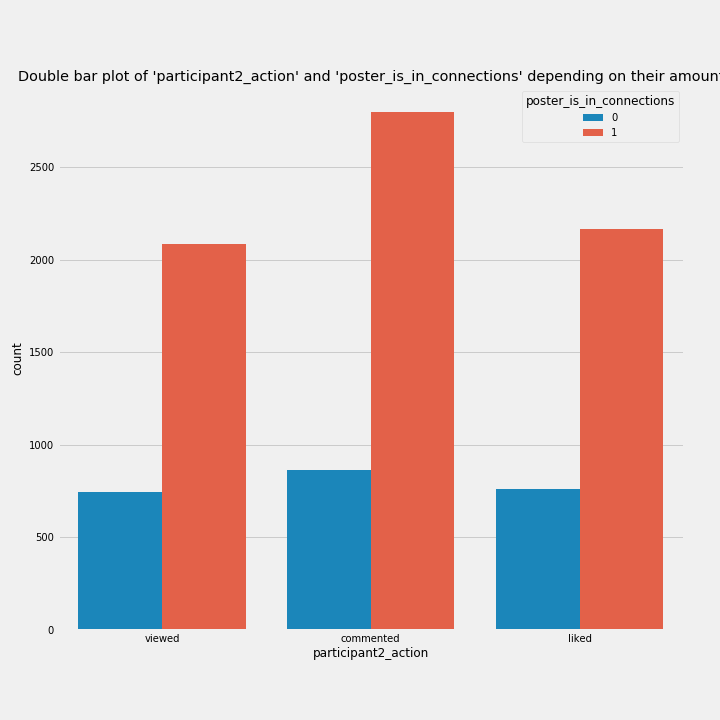 Double bar plot of 'participant2_action' and 'poster_is_in_connections' depending on their amount
poster_is_in_connections
0
1
2500
2000
1500
1000
500
0
count
viewed commented liked
participant2_action